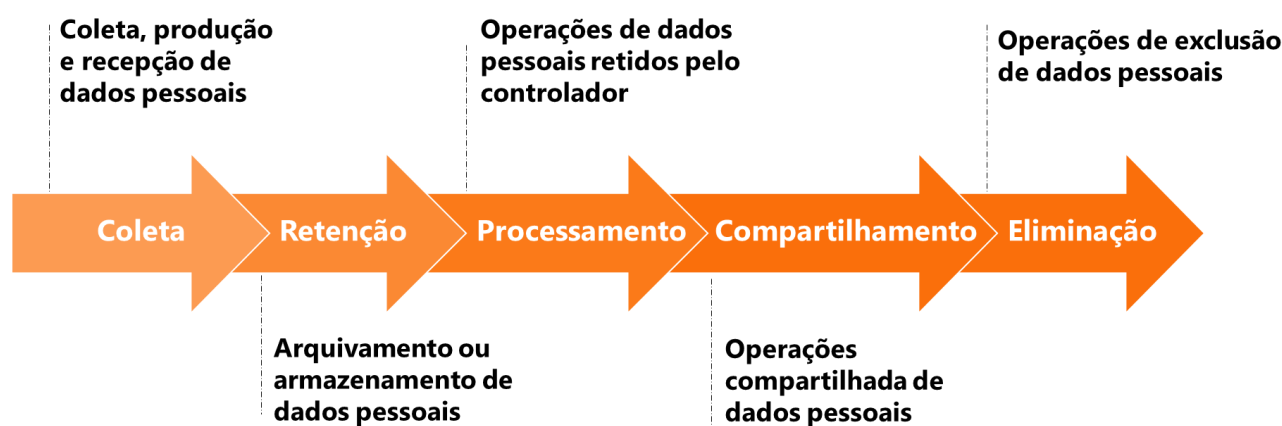 Coleta, produção
e recepção de
dados pessoais
Operações de dados
pessoais retidos pelo
controlador
Operações de exclusão
de dados pessoais
Coleta
Retenção
Processamento
Compartilhamento
Eliminação
Arquivamento ou
armazenamento de
dados pessoais
Operações
compartilhada de
dados pessoais